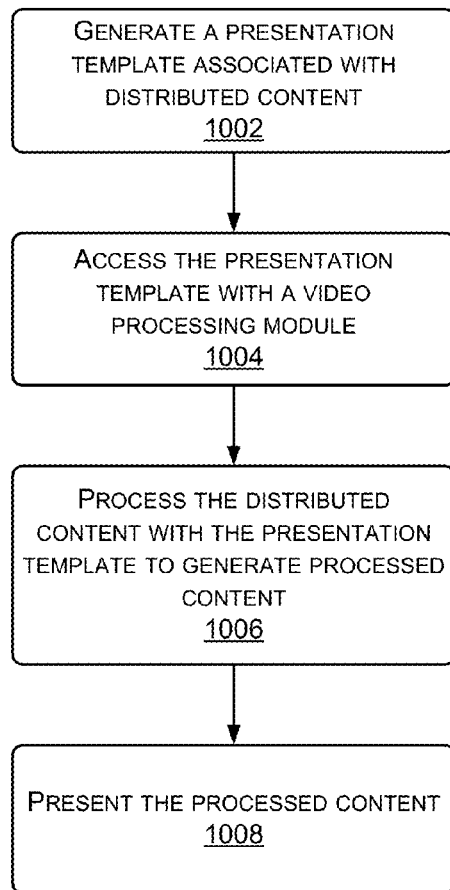 GENERATE A PRESENTATION
TEMPLATE ASSOCIATED WITH
DISTRIBUTED CONTENT
1002
ACCESS THE PRESENTATION
TEMPLATE WITH A VIDEO
PROCESSING MODULE
1004
PROCESS THE DISTRIBUTED
CONTENT WITH THE PRESENTATION
TEMPLATE TO GENERATE PROCESSED
CONTENT
1006
PRESENT THE PROCESSED CONTENT
1008